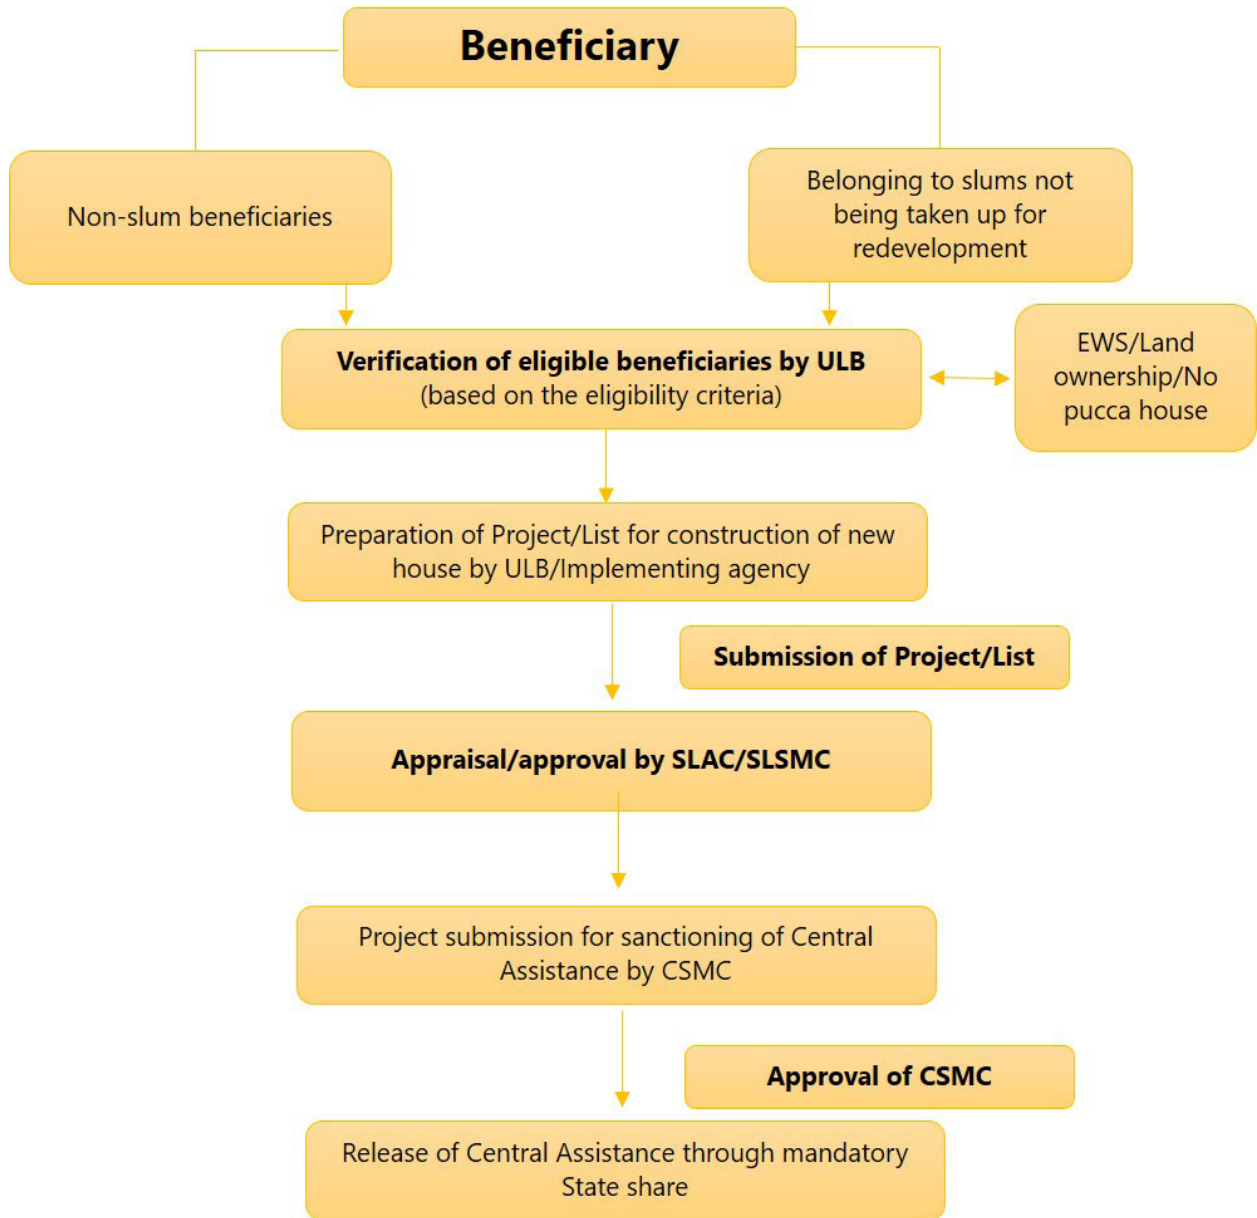 Beneficiary
Non-slum beneficiaries
Belonging to slums not
being taken up for
redevelopment
Verification of eligible beneficiaries by ULB
(based on the eligibility criteria)
EWS/Land
ownership/No
pucca house
Preparation of Project/List for construction of new
house by ULB/Implementing agency
Submission of Project/List
Appraisal/approval by SLAC/SLSMC
Project submission for sanctioning of Central
Assistance by CSMC
Approval of CSMC
Release of Central Assistance through mandatory
State share